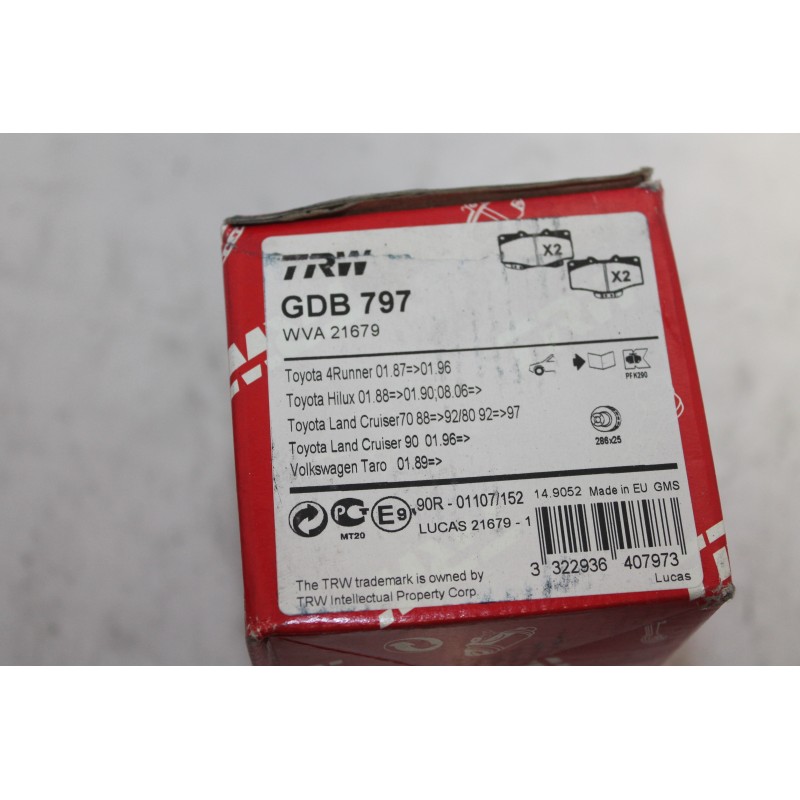 TRW
X2
X2
GDB 797
WVA 21679
Toyota 4Runner 01.87=>01.96
Toyota Hilux 01.88=>01.90;08.06=>
Toyota Land Cruiser70 88=>92/80 92=>97
Toyota Land Cruiser 90 01.96=>
Volkswagen Taro 01.89=>
PFK290
286x25
PCT
MT20
E9
90R - 01107/152
LUCAS 21679 - 1
14.9052 Made in EU GMS
3 322936 407973
Lucas
The TRW trademark is owned by
TRW Intellectual Property Corp.